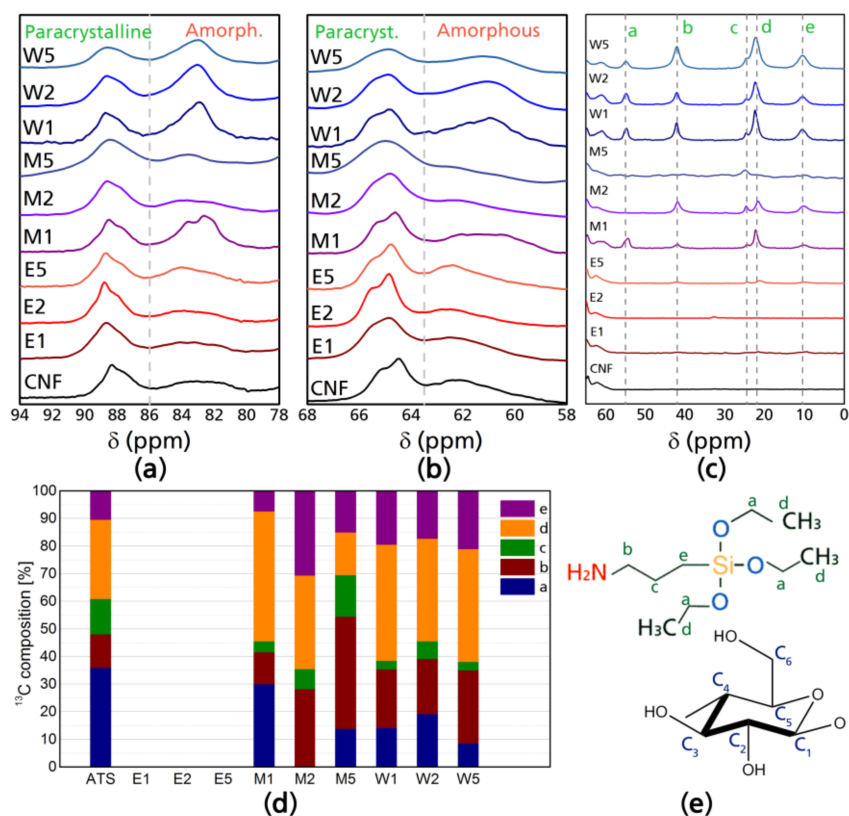 Paracrystalline Amorph.
W5
W2
W1
M5
M2
M1
E5
E2
E1
CNF
94 92 90 88 86 84 82 80 78
δ (ppm)
(a)
Paracryst. Amorphous
W5
W2
W1
M5
M2
M1
E5
E2
E1
CNF
68 66 64 62 60 58
δ (ppm)
(b)
a b c d e
W5
W2
W1
M5
M2
M1
E5
E2
E1
CNF
60 50 40 30 20 10 0
δ (ppm)
(c)
13C composition [%]
100
90
80
70
60
50
40
30
20
10
0
e
d
c
b
a
ATS E1 E2 E5 M1 M2 M5 W1 W2 W5
(d)
a d
O CH3
b e
H2N Si O CH3
c a d
a O
H3C
d
HO
C6
C4
O
HO C5 O
C3 C2 C1
OH
(e)